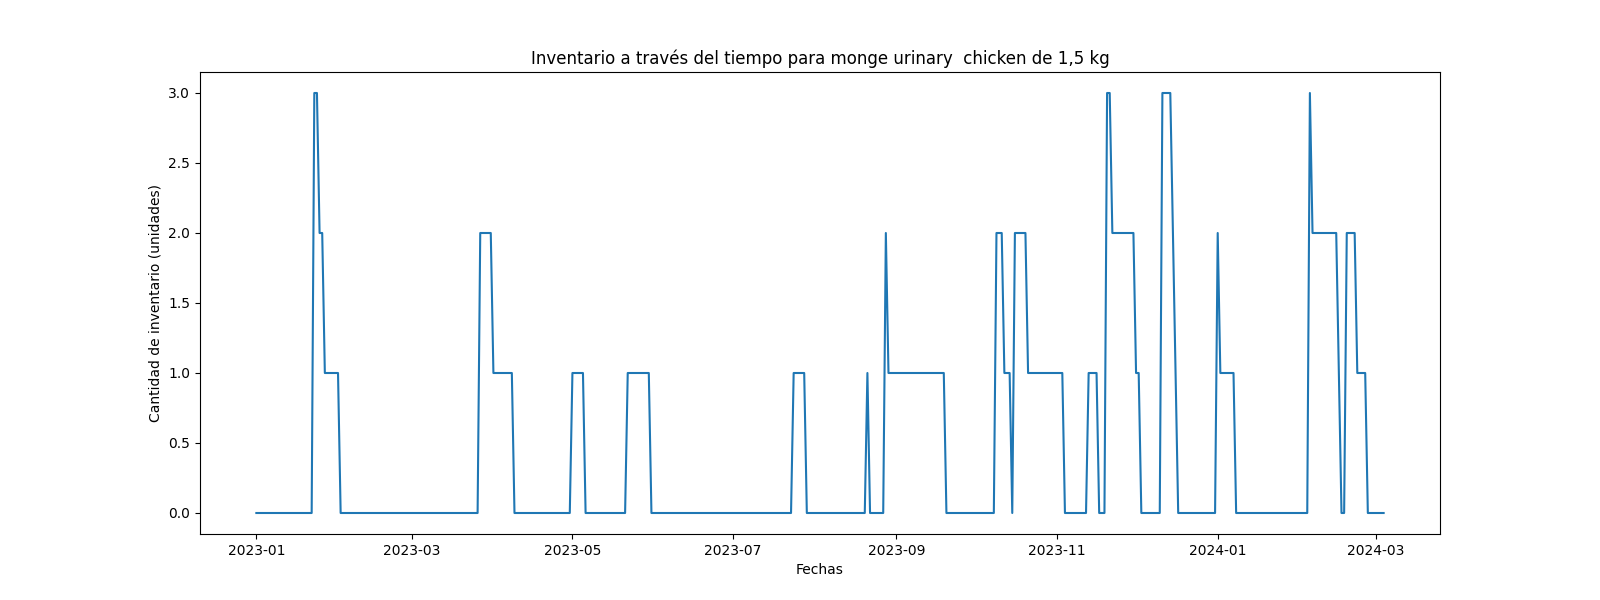 Inventario a través del tiempo para monge urinary  chicken de 1,5 kg
Cantidad de inventario (unidades)
3.0
2.5
2.0
1.5
1.0
0.5
0.0
2023-01 2023-03 2023-05 2023-07 2023-09 2023-11 2024-01 2024-03
Fechas